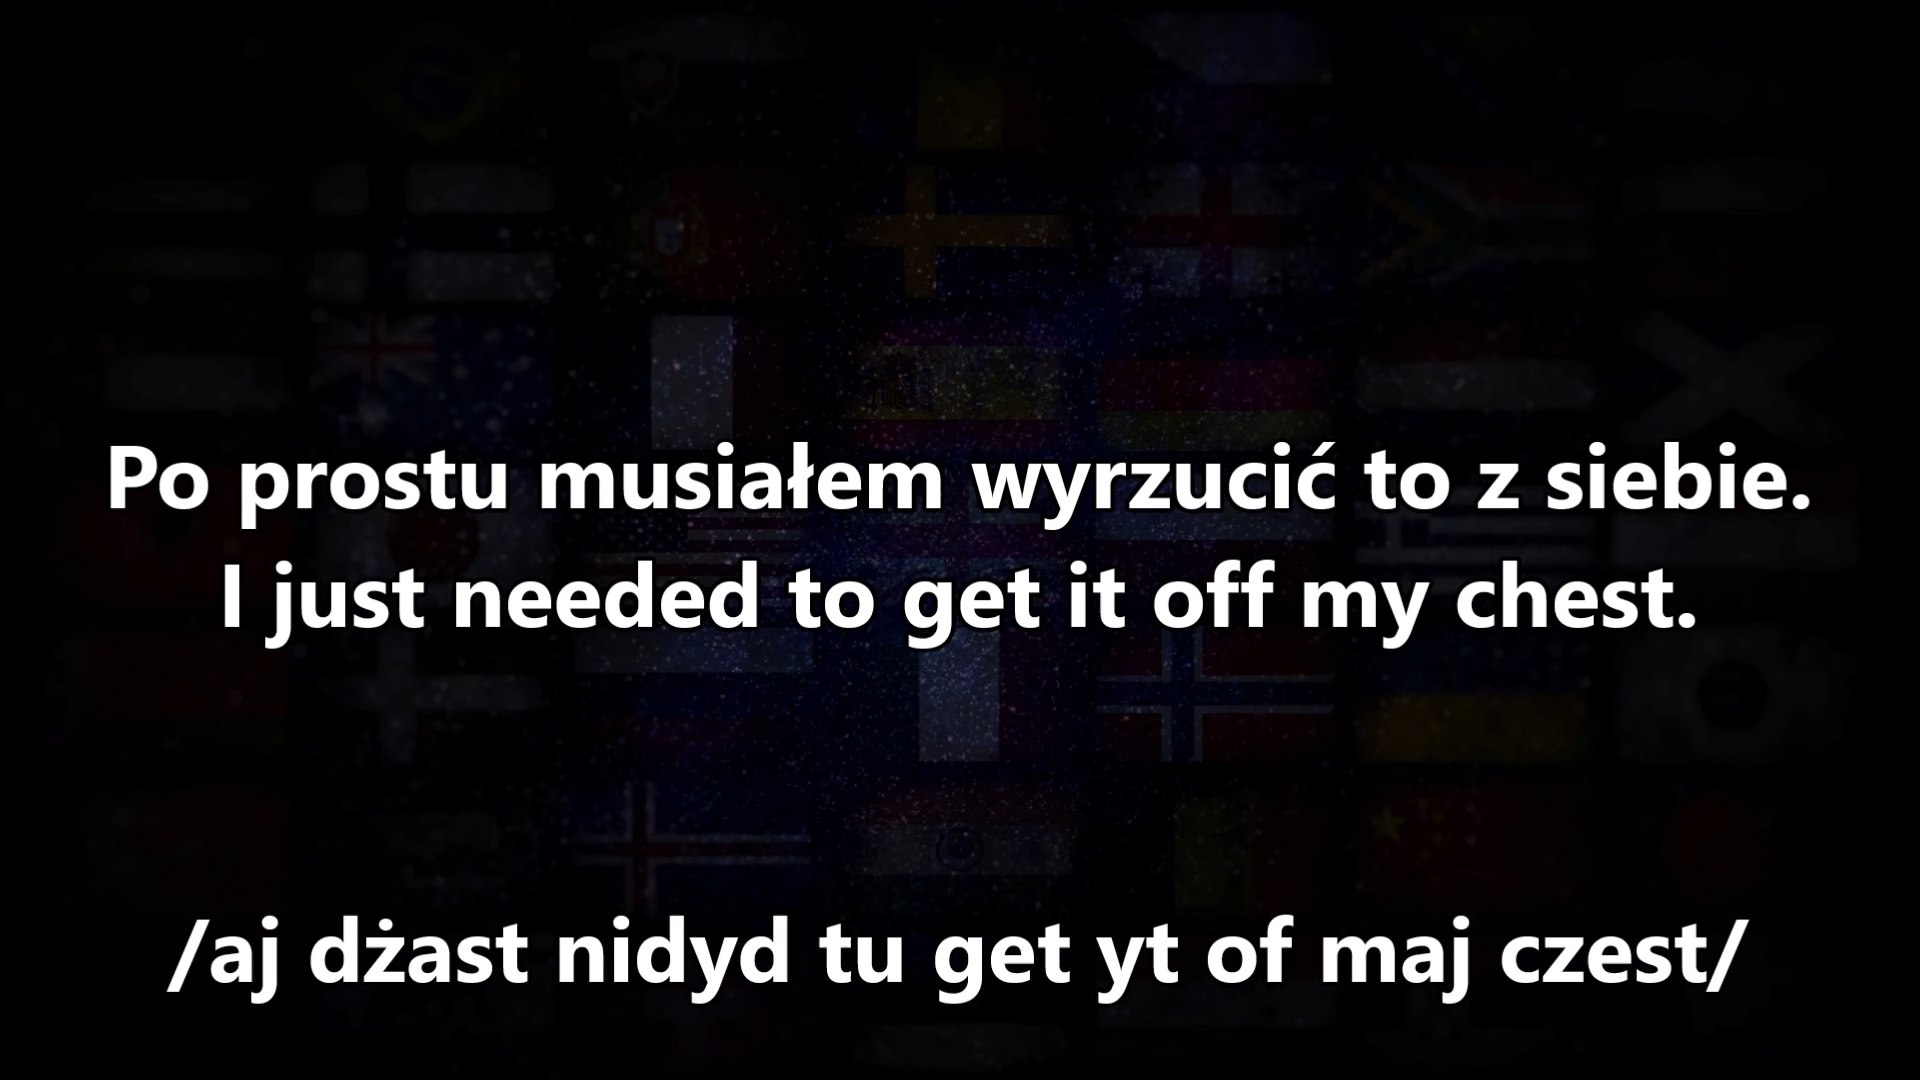 Po prostu musiałem wyrzucić to z siebie.
I just needed to get it off my chest.
/aj dżast nidyd tu get yt of maj czest/